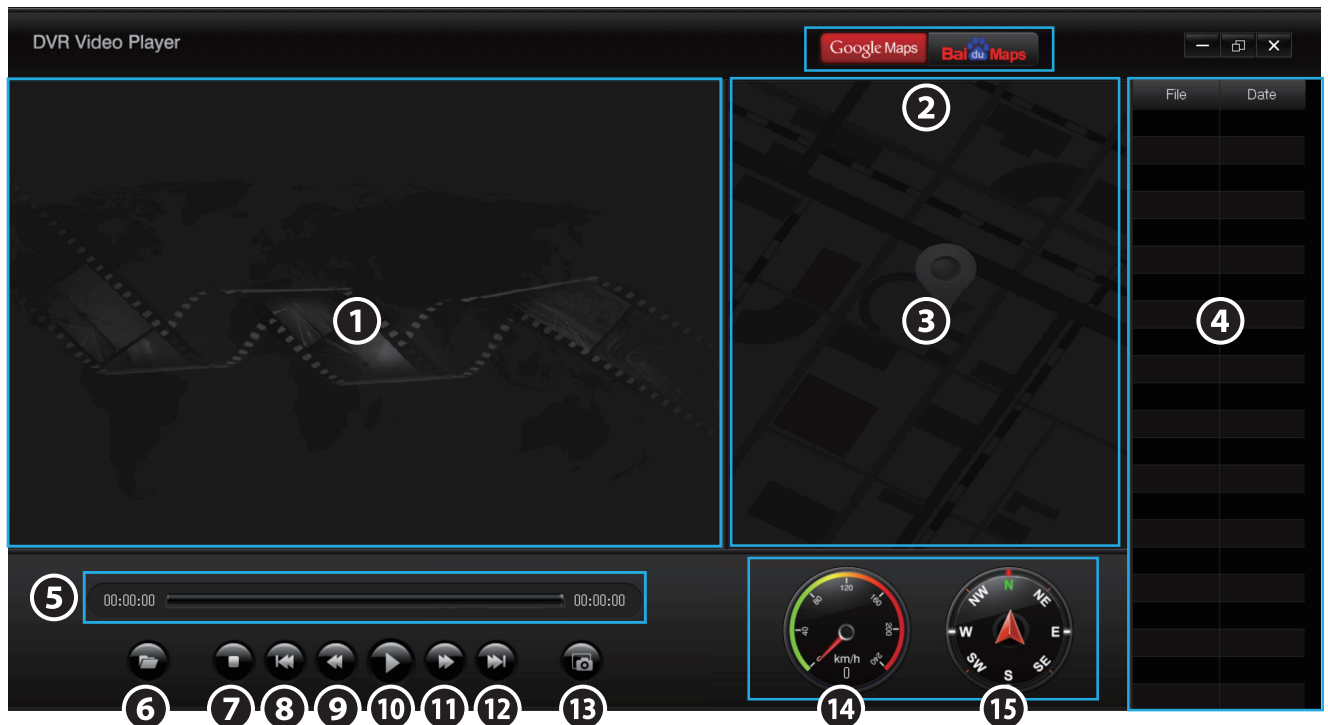 DVR Video Player
Google Maps
Bai du Maps
2
File Date
1
3
4
5
00:00:00 00:00:00
0 40 80 120 160 200 240
km/h
0
N NE E SE S SW W NW
6 7 8 9 10 11 12 13 14 15